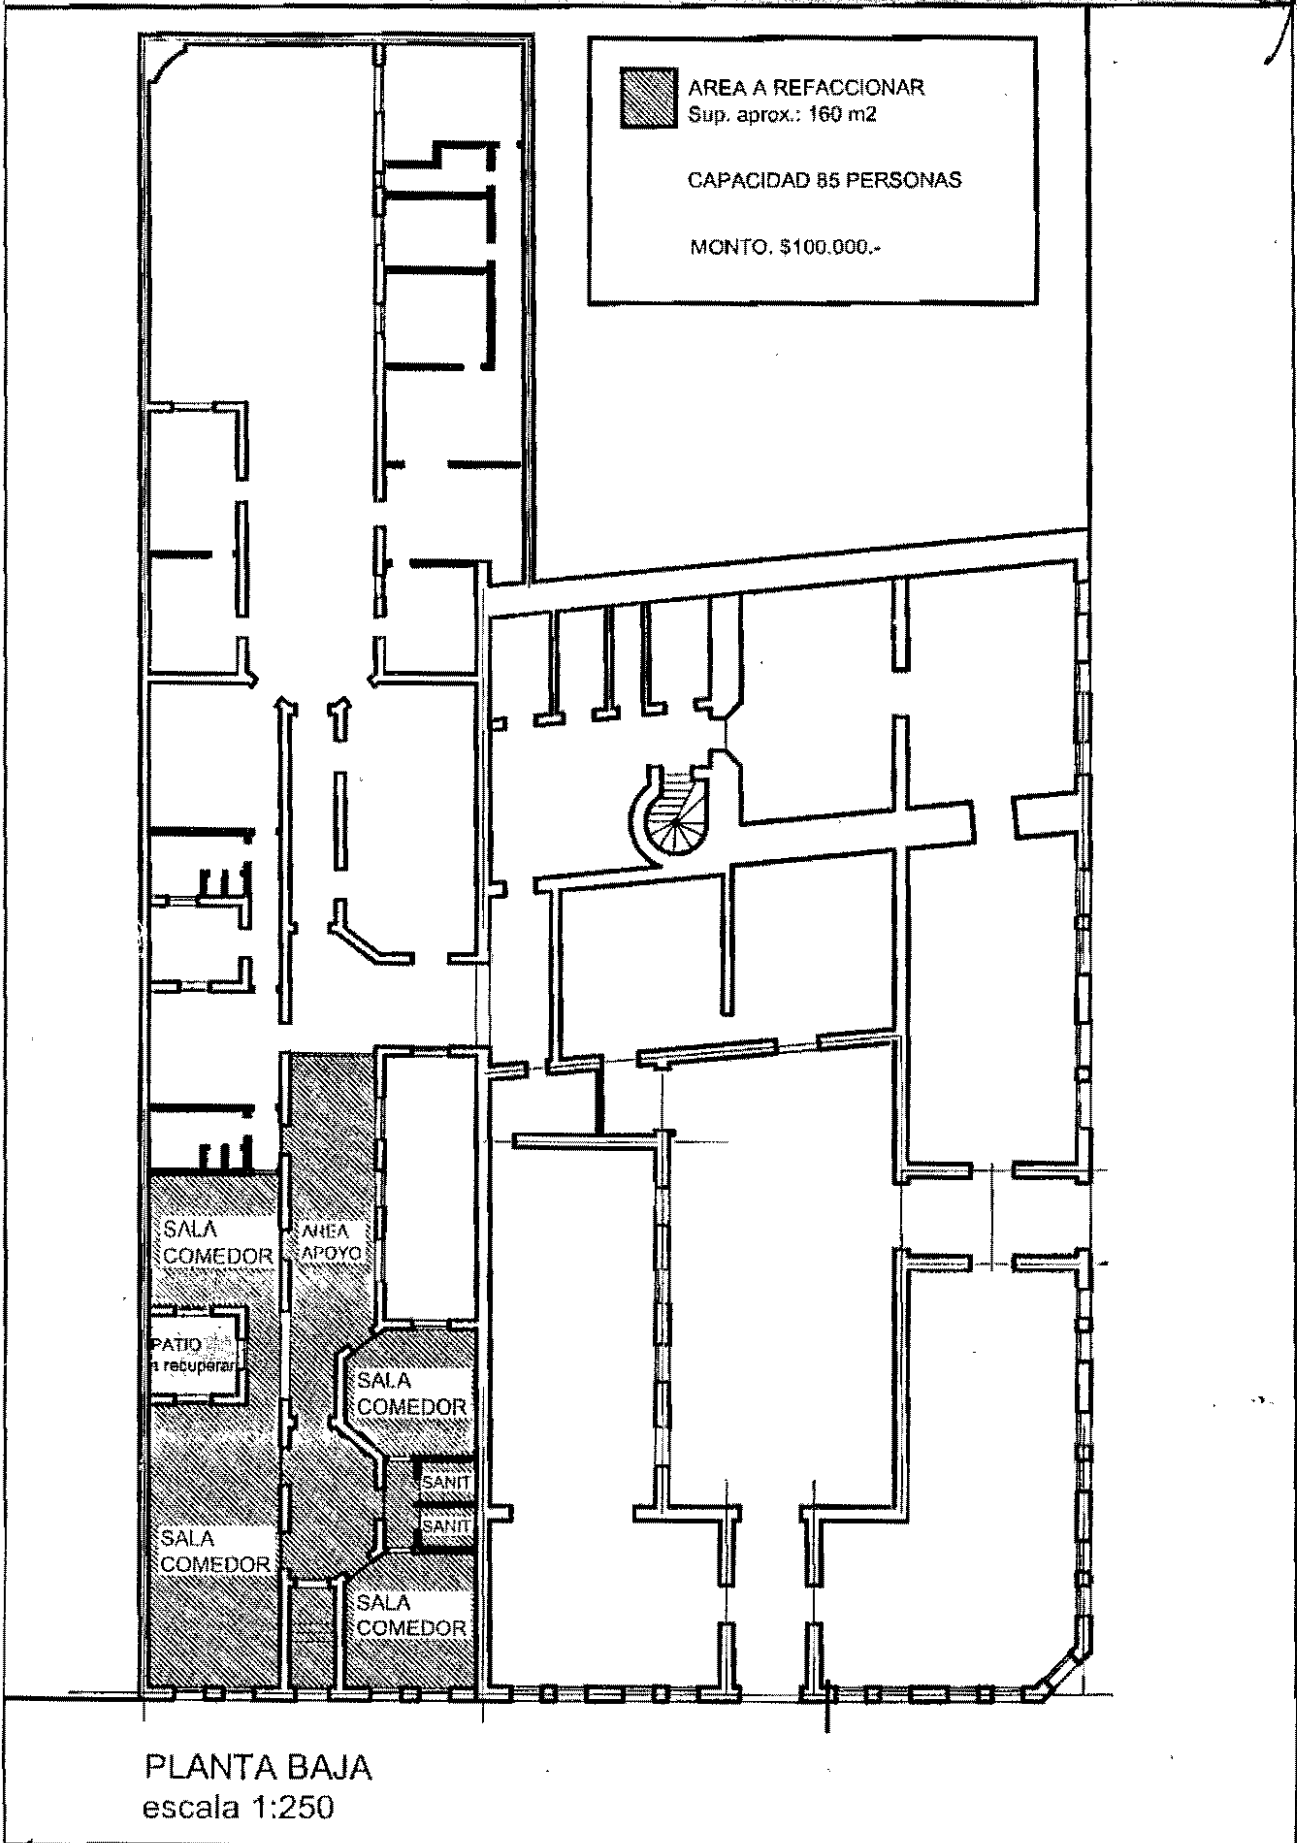 AREA A REFACCIONAR
Sup. aprox.: 160 m2
CAPACIDAD 85 PERSONAS
MONTO. $100.000.-
SALA
COMEDOR
AREA
APOYO
PATIO
a recuperar
SALA
COMEDOR
SANIT
SANIT
SALA
COMEDOR
SALA
COMEDOR
PLANTA BAJA
escala 1:250